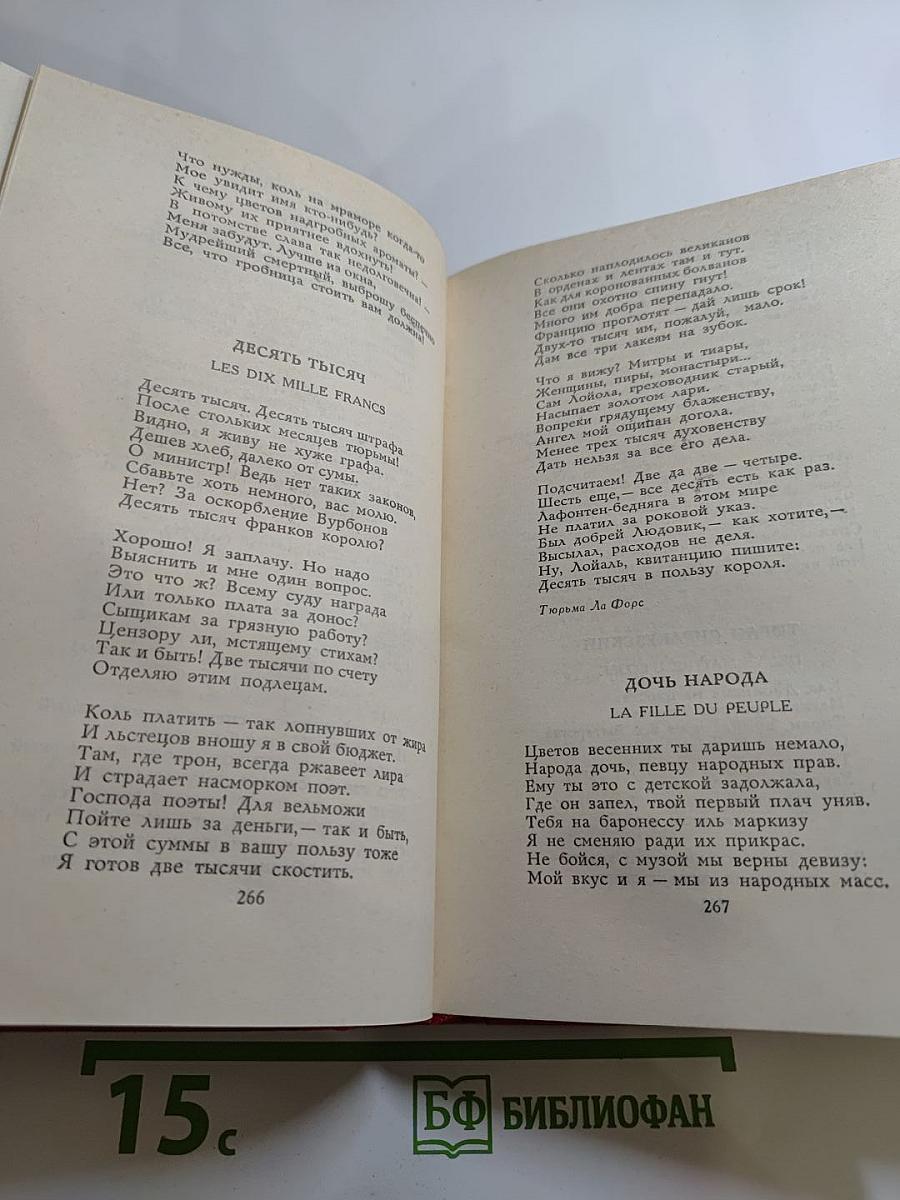 Что нужды, коль на мраморе когда-то
Мое увидит имя кто-нибудь?
К чему цветов надгробных ароматы? —
Живому их приятнее вдохнуть!
В потомстве слава так недолговечна! —
Меня забудут. Лучше из окна,
Мудрейший смертный, выброшу беспечно
Все, что гробница стоить вам должна!
ДЕСЯТЬ ТЫСЯЧ
LES DIX MILLE FRANCS
Десять тысяч. Десять тысяч штрафа
После стольких месяцев тюрьмы!
Видно, я живу не хуже графа.
Дешев хлеб, далеко от сумы.
О министр! Ведь нет таких законов,
Сбавьте хоть немного, вас молю.
Нет? За оскорбление Бурбонов
Десять тысяч франков королю?
Хорошо! Я заплачу. Но надо
Выяснить и мне один вопрос.
Это что ж? Всему суду награда
Или только плата за донос?
Сыщикам за грязную работу?
Цензору ли, мстящему стихам?
Так и быть! Две тысячи по счету
Отделяю этим подлецам.
Коль платить — так лопнувших от жира
И льстецов вношу я в свой бюджет.
Там, где трон, всегда ржавеет лира
И страдает насморком поэт.
Господа поэты! Для вельможи
Пойте лишь за деньги,— так и быть,
С этой суммы в вашу пользу тоже
Я готов две тысячи скостить.
266
Сколько наплодилось великанов
В орденах и лентах там и тут.
Как для коронованных болванов
Все они охотно спину гнут!
Много им добра перепадало.
Францию проглотят — дай лишь срок!
Двух-то тысяч им, пожалуй, мало.
Дам все три лакеям на зубок.
Что я вижу? Митры и тиары,
Женщины, пиры, монастыри...
Сам Лойола, греховодник старый,
Насыпает золотом лари.
Вопреки грядущему блаженству,
Ангел мой ощипан догола.
Менее трех тысяч духовенству
Дать нельзя за все его дела.
Подсчитаем! Две да две — четыре.
Шесть еще,— все десять есть как раз.
Лафонтен-бедняга в этом мире
Не платил за роковой указ.
Был добрей Людовик,— как хотите,—
Высылал, расходов не деля.
Ну, Лойаль, квитанцию пишите:
Десять тысяч в пользу короля.
Тюрьма Ла Форс
ДОЧЬ НАРОДА
LA FILLE DU PEUPLE
Цветов весенних ты даришь немало,
Народа дочь, певцу народных прав.
Ему ты это с детской задолжала,
Где он запел, твой первый плач уняв.
Тебя на баронессу иль маркизу
Я не сменяю ради их прикрас.
Не бойся, с музой мы верны девизу:
Мой вкус и я — мы из народных масс.
267
15 с
БФ БИБЛИОФАН